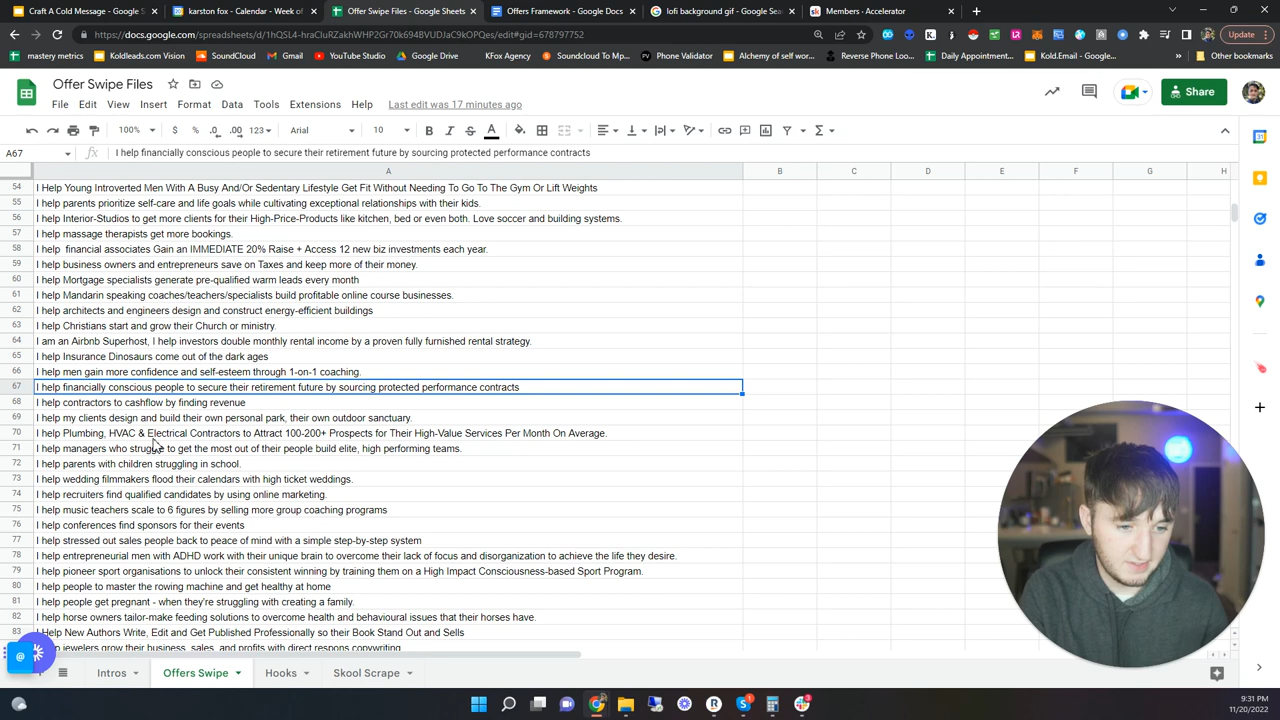 Craft A Cold Message - Google S
karston fox - Calendar - Week of
Offer Swipe Files - Google Sheets
Offers Framework - Google Docs
lofi background gif - Google Sea
Members · Accelerator
docs.google.com/spreadsheets/d/1hQSL4-hraCIuRZakhWHP2Gr70k694BVUDJaC9kOPQes/edit#gid=678797752
Update
mastery metrics
Koldleads.com Vision
SoundCloud
Gmail
YouTube Studio
Google Drive
KFox Agency
Soundcloud To Mp...
Phone Validator
Alchemy of self wor...
Reverse Phone Loo...
Daily Appointment...
Kold.Email - Google...
Other bookmarks
Offer Swipe Files
File Edit View Insert Format Data Tools Extensions Help Last edit was 17 minutes ago
Share
100% $ % .0 .00 123 Arial 10
A67 fx I help financially conscious people to secure their retirement future by sourcing protected performance contracts
A B C D E F G H
54 I Help Young Introverted Men With A Busy And/Or Sedentary Lifestyle Get Fit Without Needing To Go To The Gym Or Lift Weights
55 I help parents prioritize self-care and life goals while cultivating exceptional relationships with their kids.
56 I help Interior-Studios to get more clients for their High-Price-Products like kitchen, bed or even both. Love soccer and building systems.
57 I help massage therapists get more bookings.
58 I help financial associates Gain an IMMEDIATE 20% Raise + Access 12 new biz investments each year.
59 I help business owners and entrepreneurs save on Taxes and keep more of their money.
60 I help Mortgage specialists generate pre-qualified warm leads every month
61 I help Mandarin speaking coaches/teachers/specialists build profitable online course businesses.
62 I help architects and engineers design and construct energy-efficient buildings
63 I help Christians start and grow their Church or ministry.
64 I am an Airbnb Superhost, I help investors double monthly rental income by a proven fully furnished rental strategy.
65 I help Insurance Dinosaurs come out of the dark ages
66 I help men gain more confidence and self-esteem through 1-on-1 coaching.
67 I help financially conscious people to secure their retirement future by sourcing protected performance contracts
68 I help contractors to cashflow by finding revenue
69 I help my clients design and build their own personal park, their own outdoor sanctuary.
70 I help Plumbing, HVAC & Electrical Contractors to Attract 100-200+ Prospects for Their High-Value Services Per Month On Average.
71 I help managers who struggle to get the most out of their people build elite, high performing teams.
72 I help parents with children struggling in school.
73 I help wedding filmmakers flood their calendars with high ticket weddings.
74 I help recruiters find qualified candidates by using online marketing.
75 I help music teachers scale to 6 figures by selling more group coaching programs
76 I help conferences find sponsors for their events
77 I help stressed out sales people back to peace of mind with a simple step-by-step system
78 I help entrepreneurial men with ADHD work with their unique brain to overcome their lack of focus and disorganization to achieve the life they desire.
79 I help pioneer sport organisations to unlock their consistent winning by training them on a High Impact Consciousness-based Sport Program.
80 I help people to master the rowing machine and get healthy at home
81 I help people get pregnant - when they're struggling with creating a family.
82 I help horse owners tailor-make feeding solutions to overcome health and behavioural issues that their horses have.
83 I Help New Authors Write, Edit and Get Published Professionally so their Book Stand Out and Sells
help jewelers grow their business, sales, and profits with direct respons copywriting
Intros Offers Swipe Hooks Skool Scrape
9:31 PM
11/20/2022